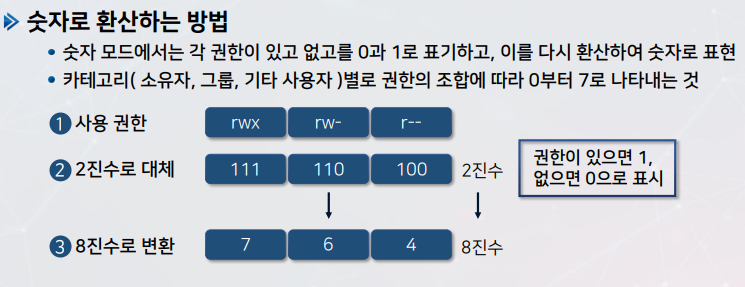 숫자로 환산하는 방법
• 숫자 모드에서는 각 권한이 있고 없고를 0과 1로 표기하고, 이를 다시 환산하여 숫자로 표현
• 카테고리( 소유자, 그룹, 기타 사용자 )별로 권한의 조합에 따라 0부터 7로 나타내는 것
1 사용 권한 rwx rw- r--
2 2진수로 대체 111 110 100 2진수
권한이 있으면 1,
없으면 0으로 표시
3 8진수로 변환 7 6 4 8진수